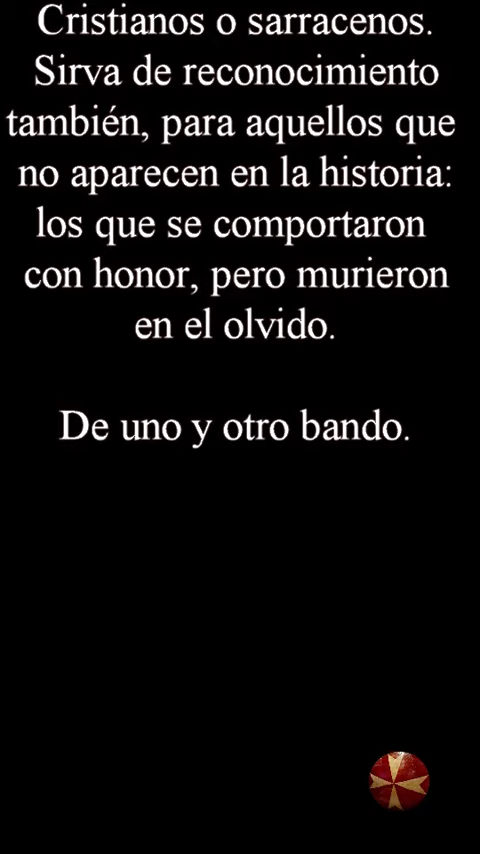 Cristianos o sarracenos.
Sirva de reconocimiento
también, para aquellos que
no aparecen en la historia:
los que se comportaron
con honor, pero murieron
en el olvido.
De uno y otro bando.